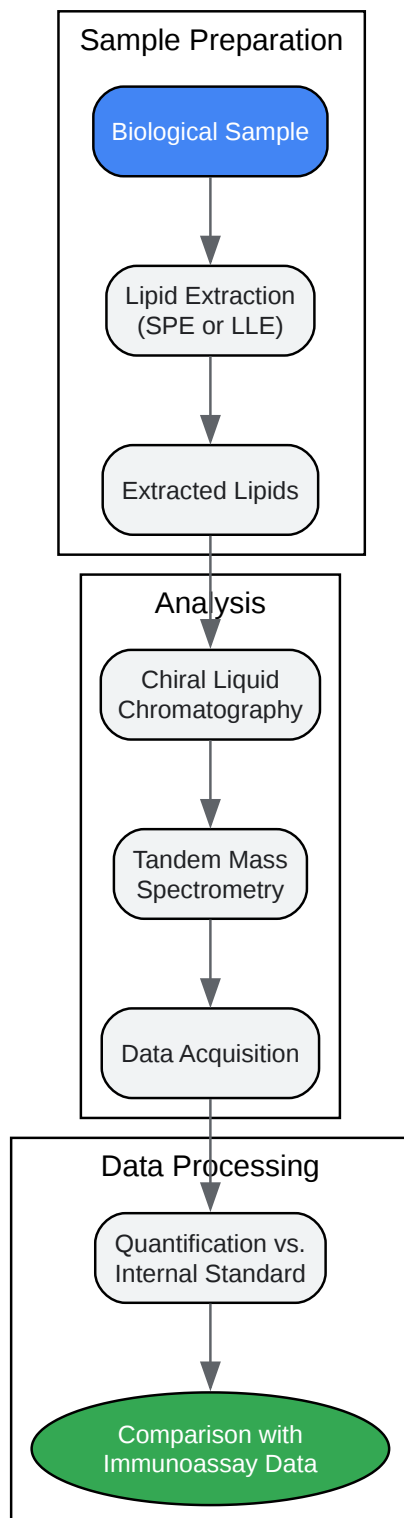 Sample Preparation
Biological Sample
Lipid Extraction
(SPE or LLE)
Extracted Lipids
Analysis
Chiral Liquid
Chromatography
Tandem Mass
Spectrometry
Data Acquisition
Data Processing
Quantification vs.
Internal Standard
Comparison with
Immunoassay Data